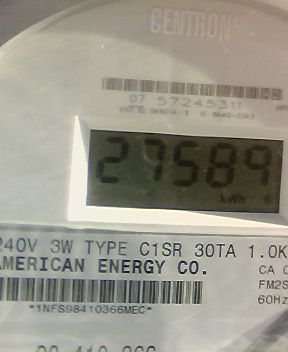 CENTRON®
07 57245311
27589
kWh
240V 3W TYPE C1SR 30TA 1.0K
AMERICAN ENERGY CO.
CA
FM2S
60Hz
*1NFS98410366MEC*